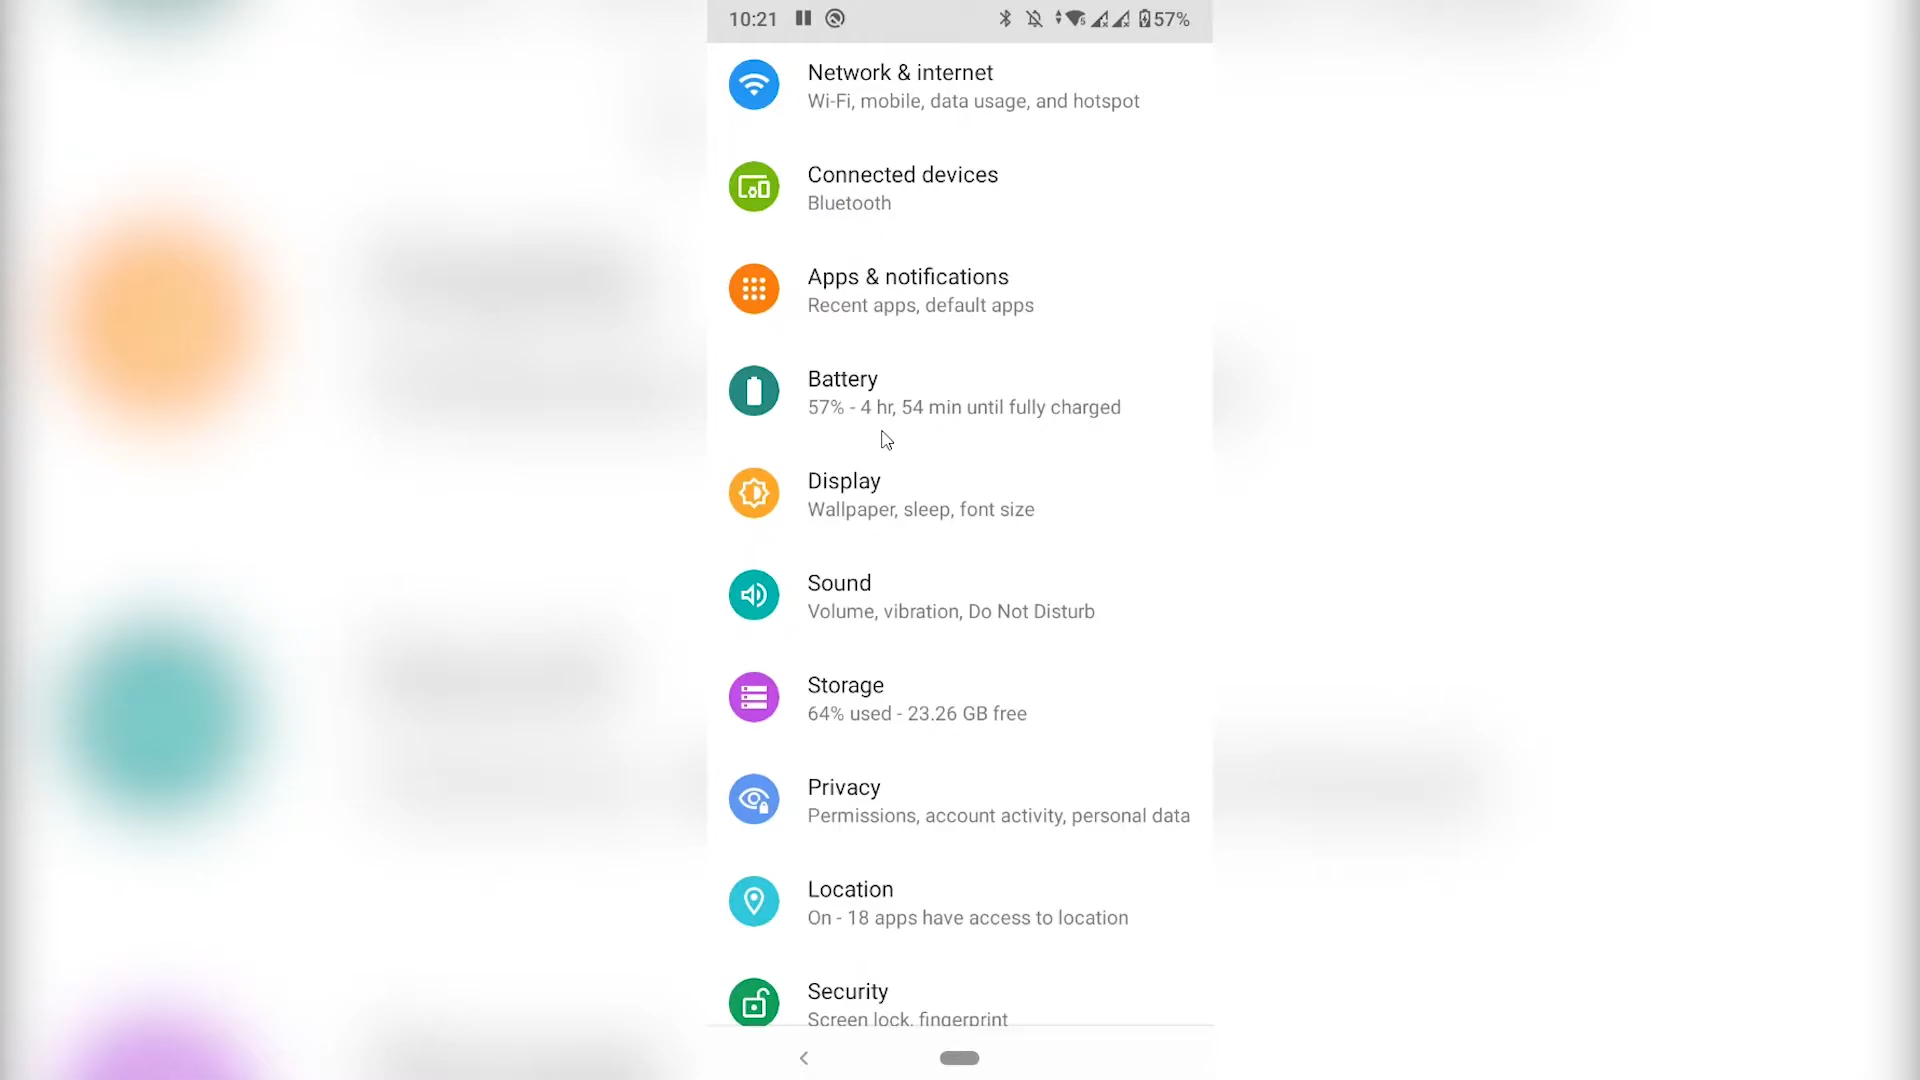 10:21 57%
Network & internet
Wi-Fi, mobile, data usage, and hotspot
Connected devices
Bluetooth
Apps & notifications
Recent apps, default apps
Battery
57% - 4 hr, 54 min until fully charged
Display
Wallpaper, sleep, font size
Sound
Volume, vibration, Do Not Disturb
Storage
64% used - 23.26 GB free
Privacy
Permissions, account activity, personal data
Location
On - 18 apps have access to location
Security
Screen lock, fingerprint